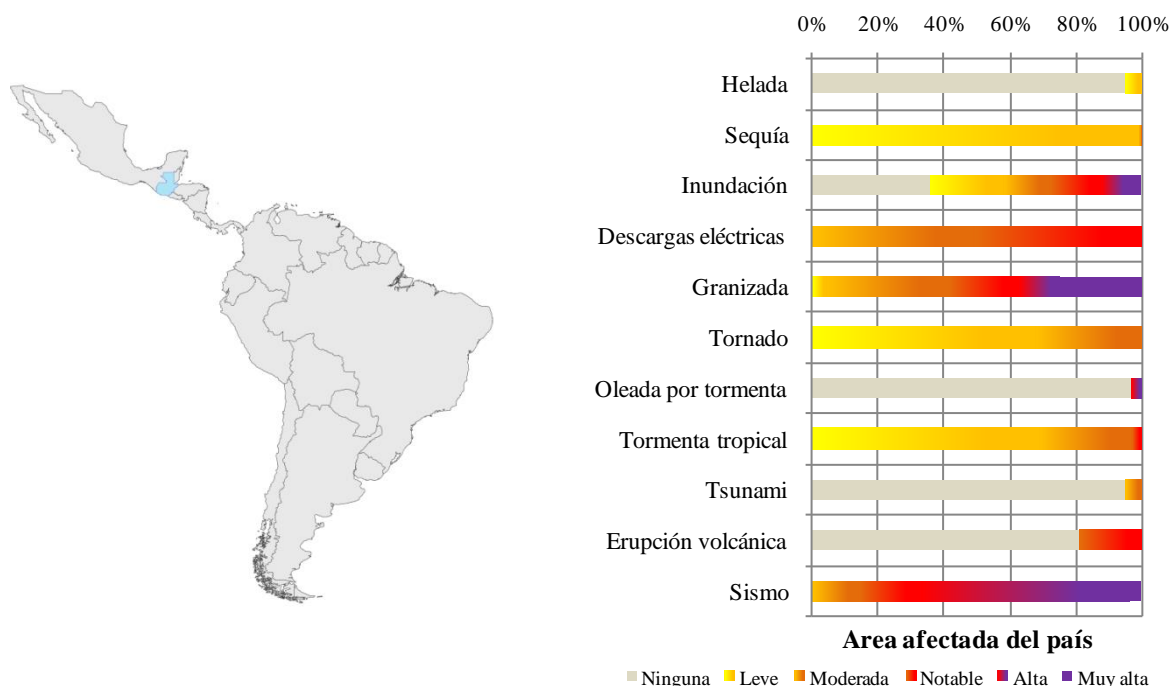 0% 20% 40% 60% 80% 100%
Helada
Sequía
Inundación
Descargas eléctricas
Granizada
Tornado
Oleada por tormenta
Tormenta tropical
Tsunami
Erupción volcánica
Sismo
Area afectada del país
Ninguna Leve Moderada Notable Alta Muy alta